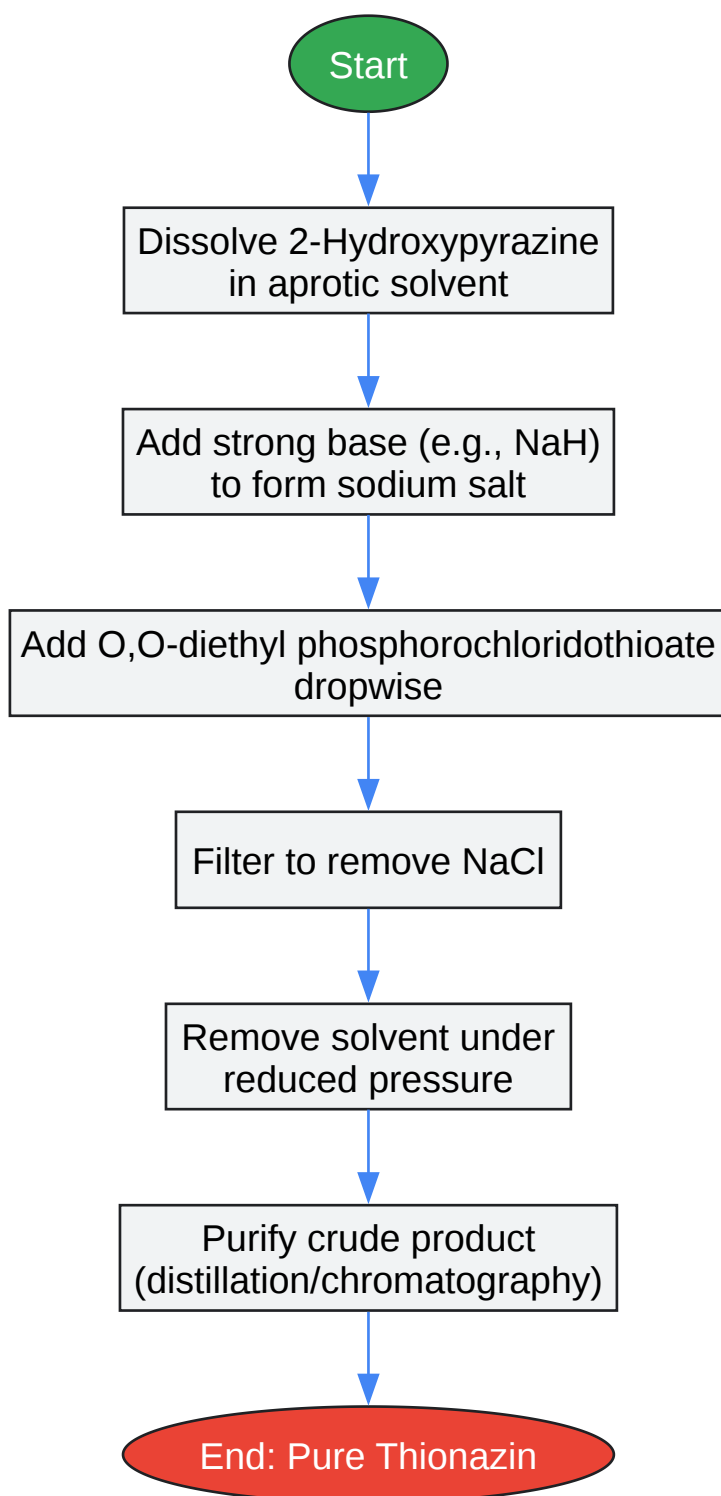 Start
Dissolve 2-Hydroxypyrazine
in aprotic solvent
Add strong base (e.g., NaH)
to form sodium salt
Add O,O-diethyl phosphorochloridothioate
dropwise
Filter to remove NaCl
Remove solvent under
reduced pressure
Purify crude product
(distillation/chromatography)
End: Pure Thionazin